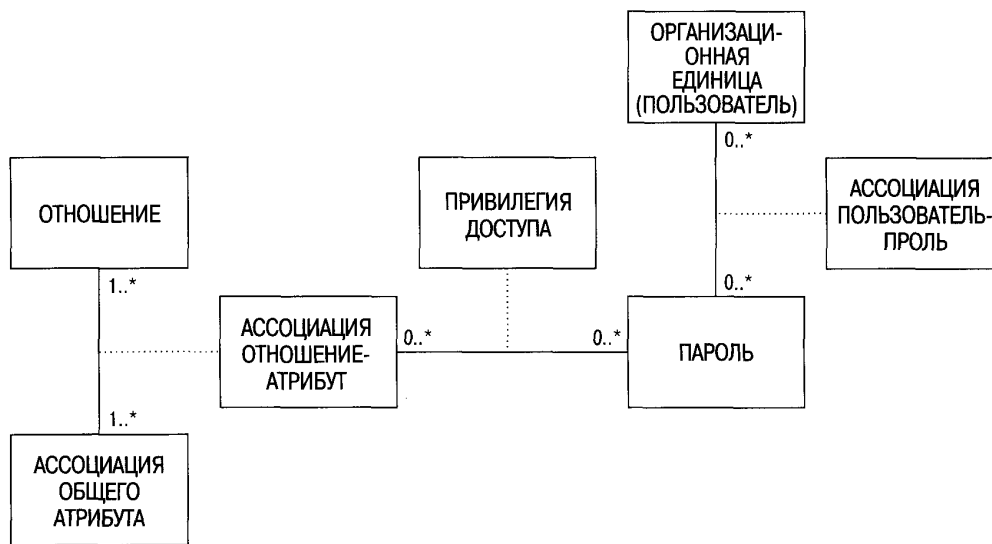 ОРГАНИЗАЦИ-
ОННАЯ
ЕДИНИЦА
(ПОЛЬЗОВАТЕЛЬ)
0..*
ОТНОШЕНИЕ
ПРИВИЛЕГИЯ
ДОСТУПА
АССОЦИАЦИЯ
ПОЛЬЗОВАТЕЛЬ-
ПРОЛЬ
1..*
0..*
АССОЦИАЦИЯ
ОТНОШЕНИЕ-
АТРИБУТ
0..*
0..*
ПАРОЛЬ
1..*
АССОЦИАЦИЯ
ОБЩЕГО
АТРИБУТА